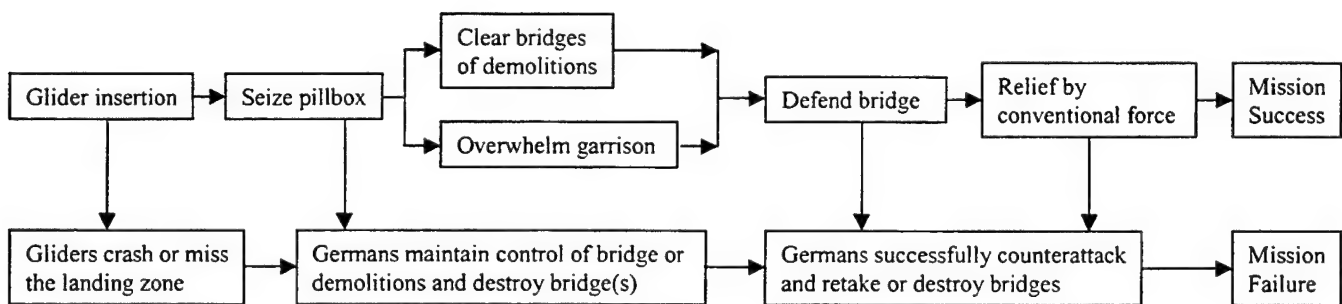 Glider insertion
Seize pillbox
Clear bridges
of demolitions
Overwhelm garrison
Defend bridge
Relief by
conventional force
Mission
Success
Gliders crash or miss
the landing zone
Germans maintain control of bridge or
demolitions and destroy bridge(s)
Germans successfully counterattack
and retake or destroy bridges
Mission
Failure